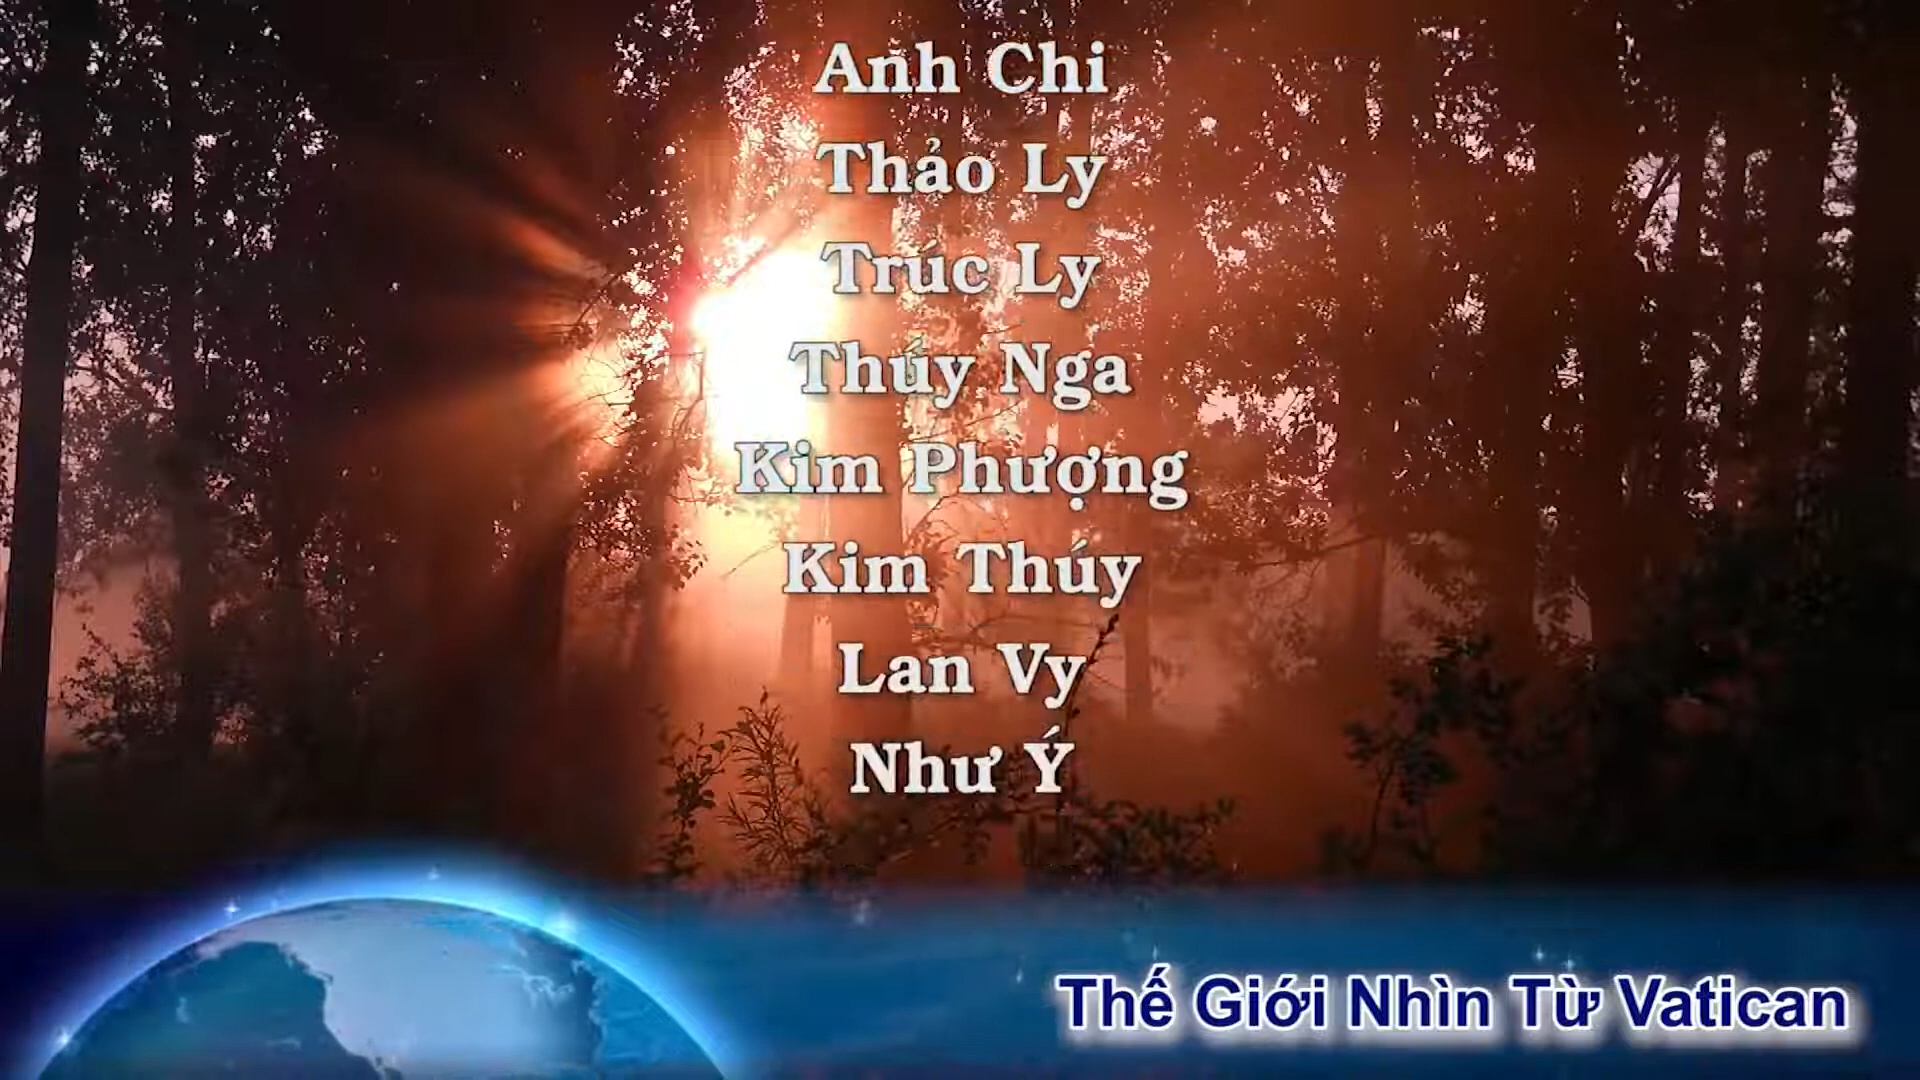 Anh Chi
Thảo Ly
Trúc Ly
Thúy Nga
Kim Phượng
Kim Thúy
Lan Vy
Như Ý
Thế Giới Nhìn Từ Vatican